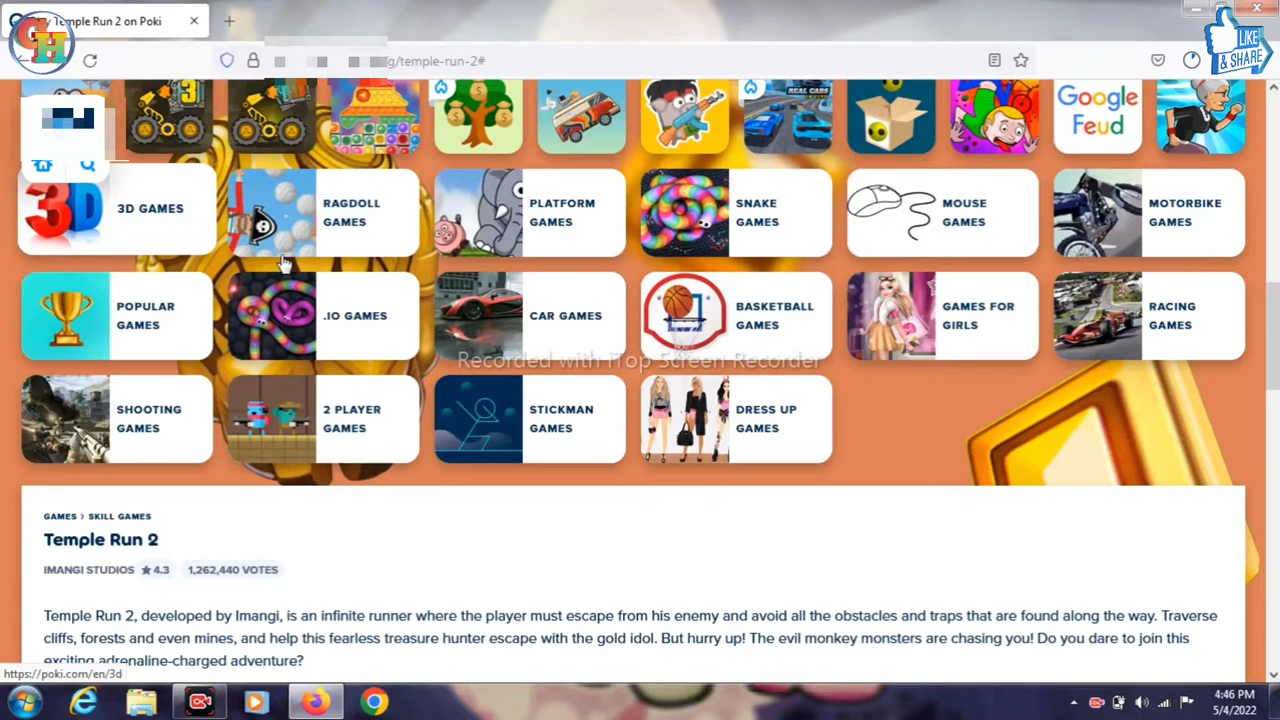 Temple Run 2 on Poki
GH
LIKE
& SHARE
g/temple-run-2#
3
REAL CARS
Google
Feud
3D
3D GAMES
RAGDOLL
GAMES
PLATFORM
GAMES
SNAKE
GAMES
MOUSE
GAMES
MOTORBIKE
GAMES
POPULAR
GAMES
.IO GAMES
CAR GAMES
BASKETBALL
GAMES
GAMES FOR
GIRLS
RACING
GAMES
Recorded with iTop Screen Recorder
SHOOTING
GAMES
2 PLAYER
GAMES
STICKMAN
GAMES
DRESS UP
GAMES
GAMES › SKILL GAMES
Temple Run 2
IMANGI STUDIOS ★ 4.3 1,262,440 VOTES
Temple Run 2, developed by Imangi, is an infinite runner where the player must escape from his enemy and avoid all the obstacles and traps that are found along the way. Traverse
cliffs, forests and even mines, and help this fearless treasure hunter escape with the gold idol. But hurry up! The evil monkey monsters are chasing you! Do you dare to join this
exciting adrenaline-charged adventure?
https://poki.com/en/3d
4:46 PM
5/4/2022